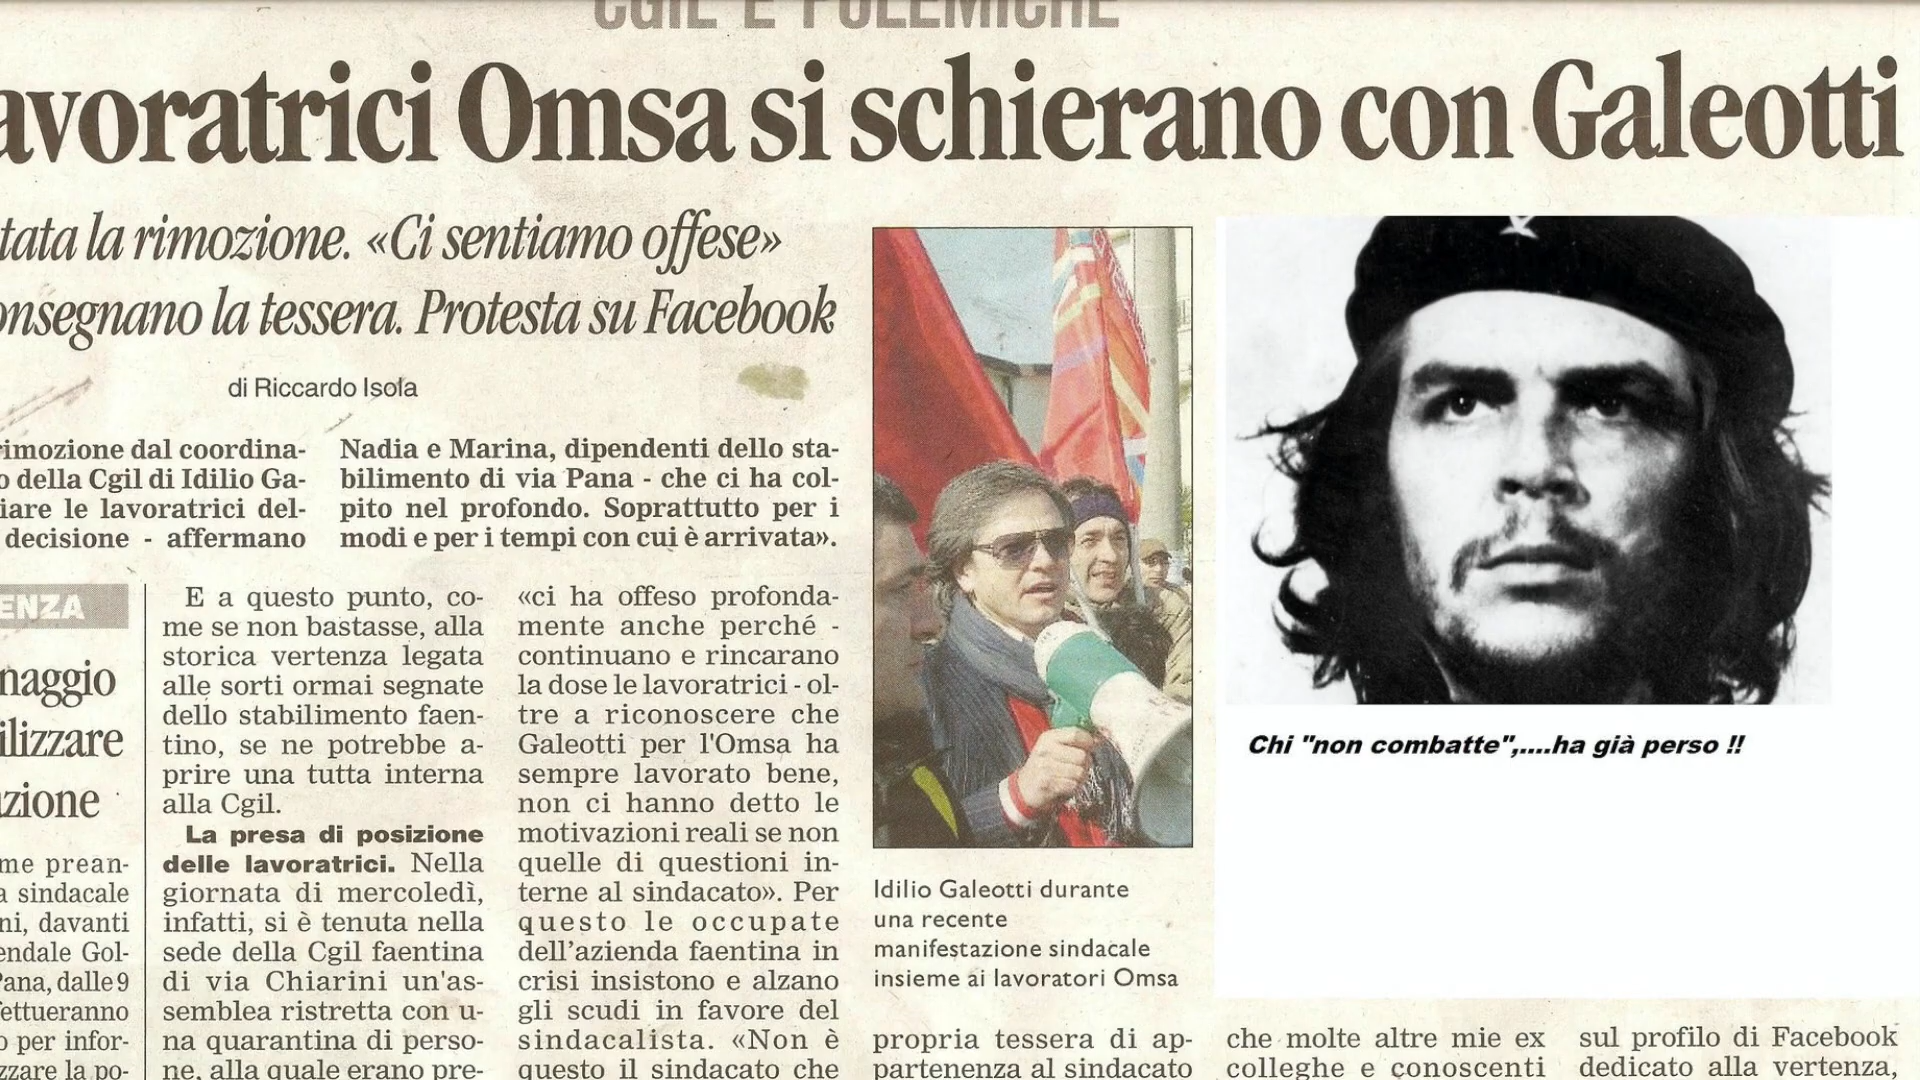 CGIL E POLEMICHE
avoratrici Omsa si schierano con Galeotti
tata la rimozione. «Ci sentiamo offese»
onsegnano la tessera. Protesta su Facebook
di Riccardo Isola
rimozione dal coordina-
o della Cgil di Idilio Ga-
iare le lavoratrici del-
decisione - affermano
Nadia e Marina, dipendenti dello sta-
bilimento di via Pana - che ci ha col-
pito nel profondo. Soprattutto per i
modi e per i tempi con cui è arrivata».
ENZA
naggio
ilizzare
azione
me prean-
a sindacale
ni, davanti
endale Gol-
Pana, dalle 9
fettueranno
o per infor-
zzare la po-
E a questo punto, co-
me se non bastasse, alla
storica vertenza legata
alle sorti ormai segnate
dello stabilimento faen-
tino, se ne potrebbe a-
prire una tutta interna
alla Cgil.
La presa di posizione
delle lavoratrici. Nella
giornata di mercoledì,
infatti, si è tenuta nella
sede della Cgil faentina
di via Chiarini un'as-
semblea ristretta con u-
na quarantina di perso-
ne, alla quale erano pre-
«ci ha offeso profonda-
mente anche perché -
continuano e rincarano
la dose le lavoratrici - ol-
tre a riconoscere che
Galeotti per l'Omsa ha
sempre lavorato bene,
non ci hanno detto le
motivazioni reali se non
quelle di questioni in-
terne al sindacato». Per
questo le occupate
dell'azienda faentina in
crisi insistono e alzano
gli scudi in favore del
sindacalista. «Non è
questo il sindacato che
Idilio Galeotti durante
una recente
manifestazione sindacale
insieme ai lavoratori Omsa
propria tessera di ap-
partenenza al sindacato
Chi "non combatte",....ha già perso !!
che molte altre mie ex
colleghe e conoscenti
sul profilo di Facebook
dedicato alla vertenza,